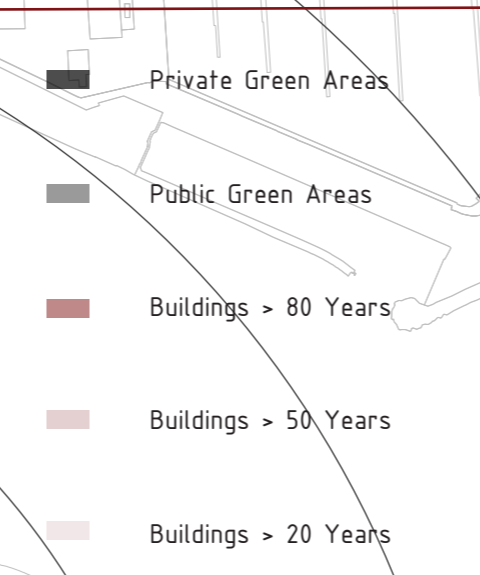 Private Green Areas
Public Green Areas
Buildings > 80 Years
Buildings > 50 Years
Buildings > 20 Years